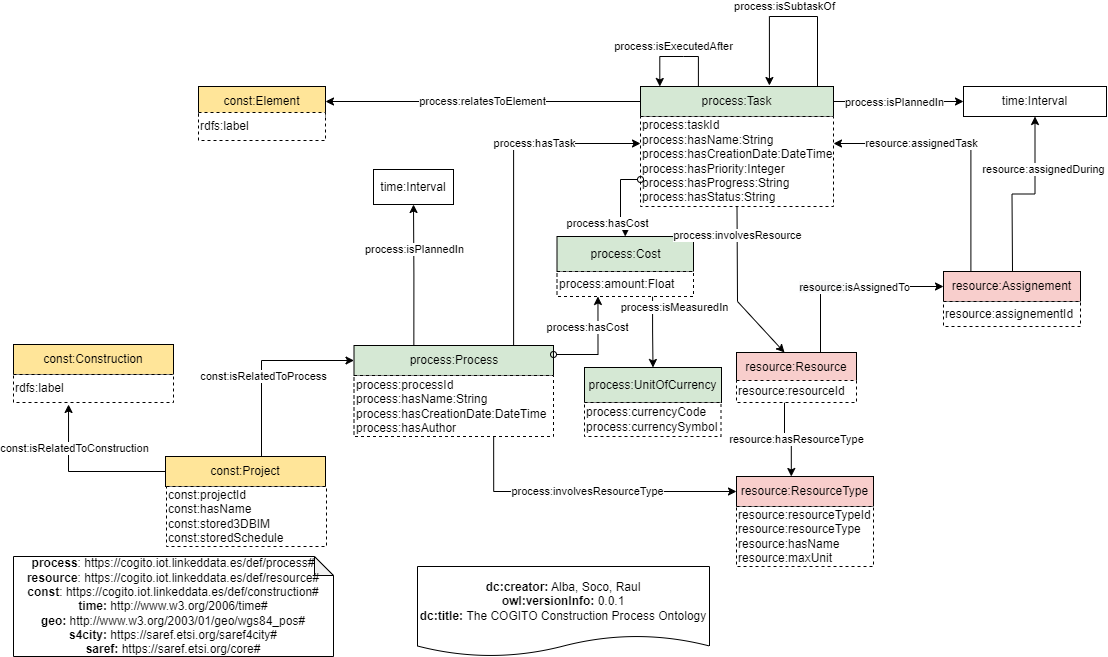 process:isSubtaskOf
process:isExecutedAfter
const:Element
rdfs:label
process:relatesToElement
process:Task
process:taskId
process:hasName:String
process:hasCreationDate:DateTime
process:hasPriority:Integer
process:hasProgress:String
process:hasStatus:String
process:isPlannedIn
time:Interval
process:hasTask
resource:assignedTask
resource:assignedDuring
time:Interval
process:isPlannedIn
process:hasCost
process:involvesResource
process:Cost
process:amount:Float
process:isMeasuredIn
process:hasCost
resource:isAssignedTo
resource:Assignement
resource:assignementId
const:Construction
rdfs:label
const:isRelatedToProcess
process:Process
process:processId
process:hasName:String
process:hasCreationDate:DateTime
process:hasAuthor
process:UnitOfCurrency
process:currencyCode
process:currencySymbol
resource:Resource
resource:resourceId
resource:hasResourceType
const:isRelatedToConstruction
const:Project
const:projectId
const:hasName
const:stored3DBIM
const:storedSchedule
process:involvesResourceType
resource:ResourceType
resource:resourceTypeId
resource:resourceType
resource:hasName
resource:maxUnit
process: https://cogito.iot.linkeddata.es/def/process#
resource: https://cogito.iot.linkeddata.es/def/resource#
const: https://cogito.iot.linkeddata.es/def/construction#
time: http://www.w3.org/2006/time#
geo: http://www.w3.org/2003/01/geo/wgs84_pos#
s4city: https://saref.etsi.org/saref4city#
saref: https://saref.etsi.org/core#
dc:creator: Alba, Soco, Raul
owl:versionInfo: 0.0.1
dc:title: The COGITO Construction Process Ontology